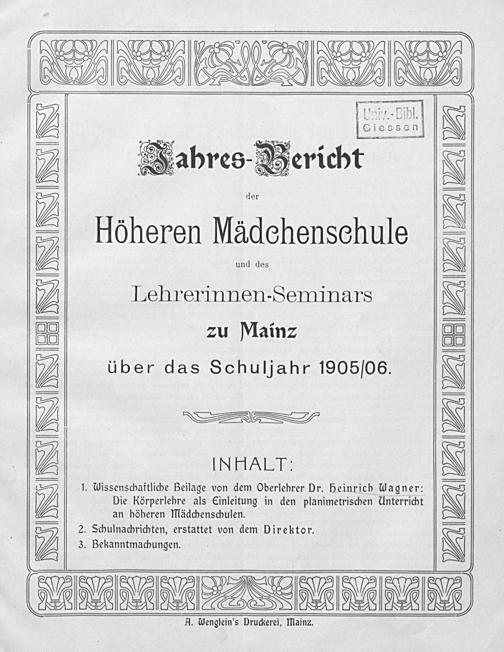 Univ.-Bibl.
Giessen
Jahres-Bericht
der
Höheren Mädchenschule
und des
Lehrerinnen-Seminars
zu Mainz
über das Schuljahr 1905/06.
INHALT:
1. Wissenschaftliche Beilage von dem Oberlehrer Dr. Heinrich Wagner:
Die Körperlehre als Einleitung in den planimetrischen Unterricht
an höheren Mädchenschulen.
2. Schulnachrichten, erstattet von dem Direktor.
3. Bekanntmachungen.
A. Wenglein's Druckerei, Mainz.